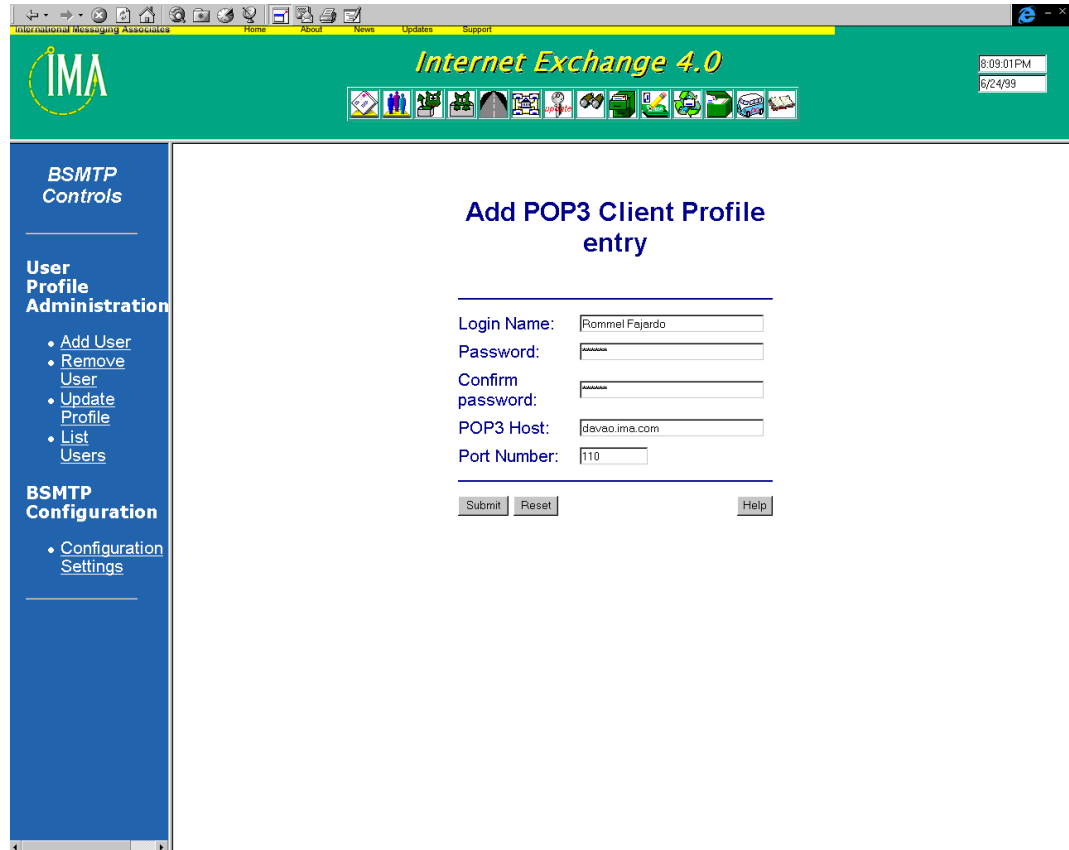 International Messaging Associates Home About News Updates Support
IMA
Internet Exchange 4.0
8:09:01PM
6/24/99
update
BSMTP
Controls
User
Profile
Administration
Add User
Remove
User
Update
Profile
List
Users
BSMTP
Configuration
Configuration
Settings
Add POP3 Client Profile
entry
Login Name: Rommel Fajardo
Password: ******
Confirm
password: ******
POP3 Host: davao.ima.com
Port Number: 110
Submit Reset Help